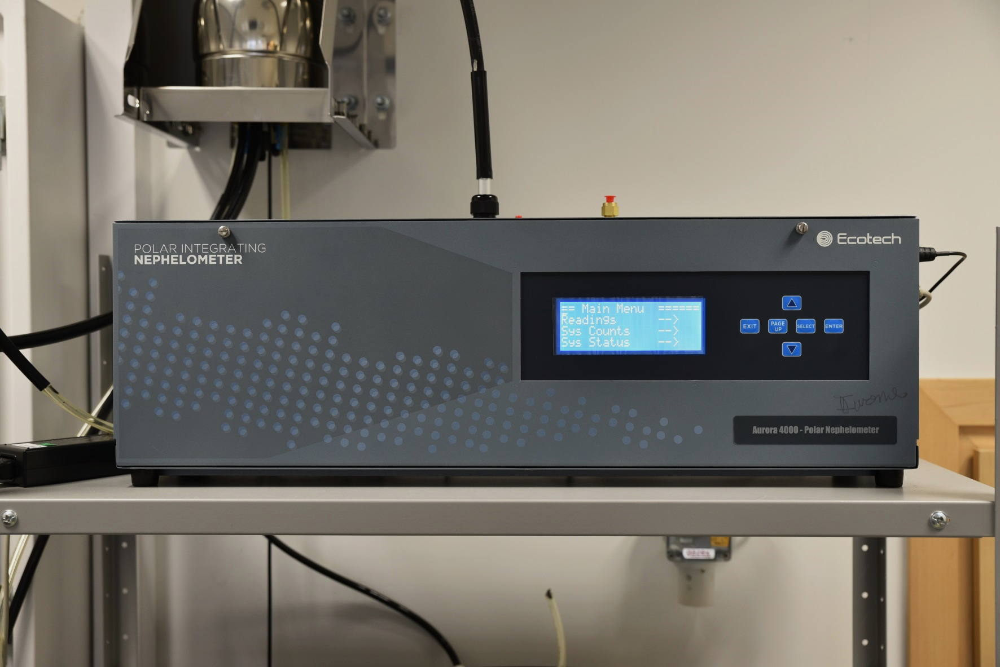 POLAR INTEGRATING
NEPHELOMETER
Ecotech
== Main Menu ======
Readings -->
Sys Counts -->
Sys Status -->
EXIT
PAGE
UP
SELECT
ENTER
Aurora 4000 - Polar Nephelometer